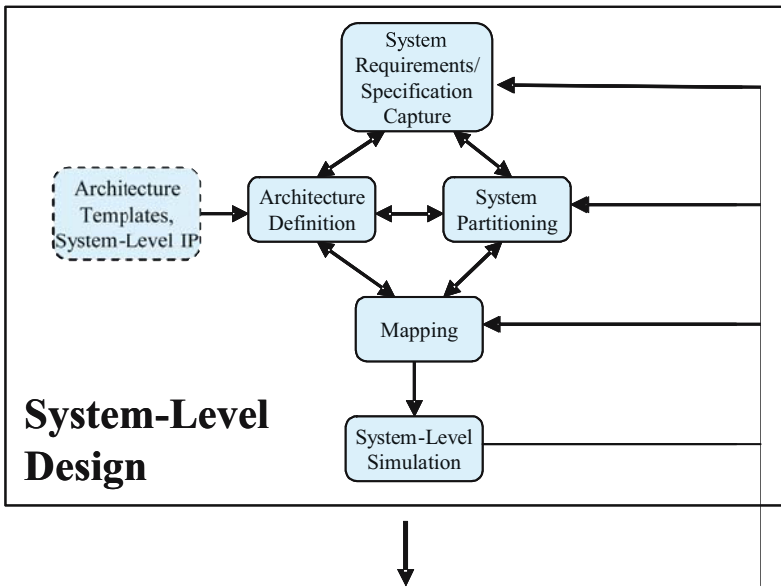 System
Requirements/
Specification
Capture
Architecture
Templates,
System-Level IP
Architecture
Definition
System
Partitioning
Mapping
System-Level
Simulation
System-Level
Design